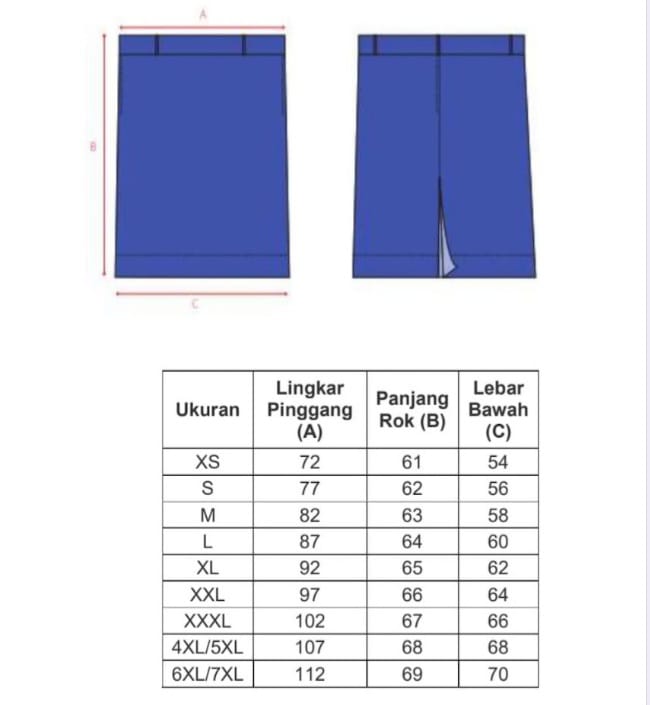 A
B
C
Ukuran Lingkar Pinggang (A) Panjang Rok (B) Lebar Bawah (C)
XS 72 61 54
S 77 62 56
M 82 63 58
L 87 64 60
XL 92 65 62
XXL 97 66 64
XXXL 102 67 66
4XL/5XL 107 68 68
6XL/7XL 112 69 70